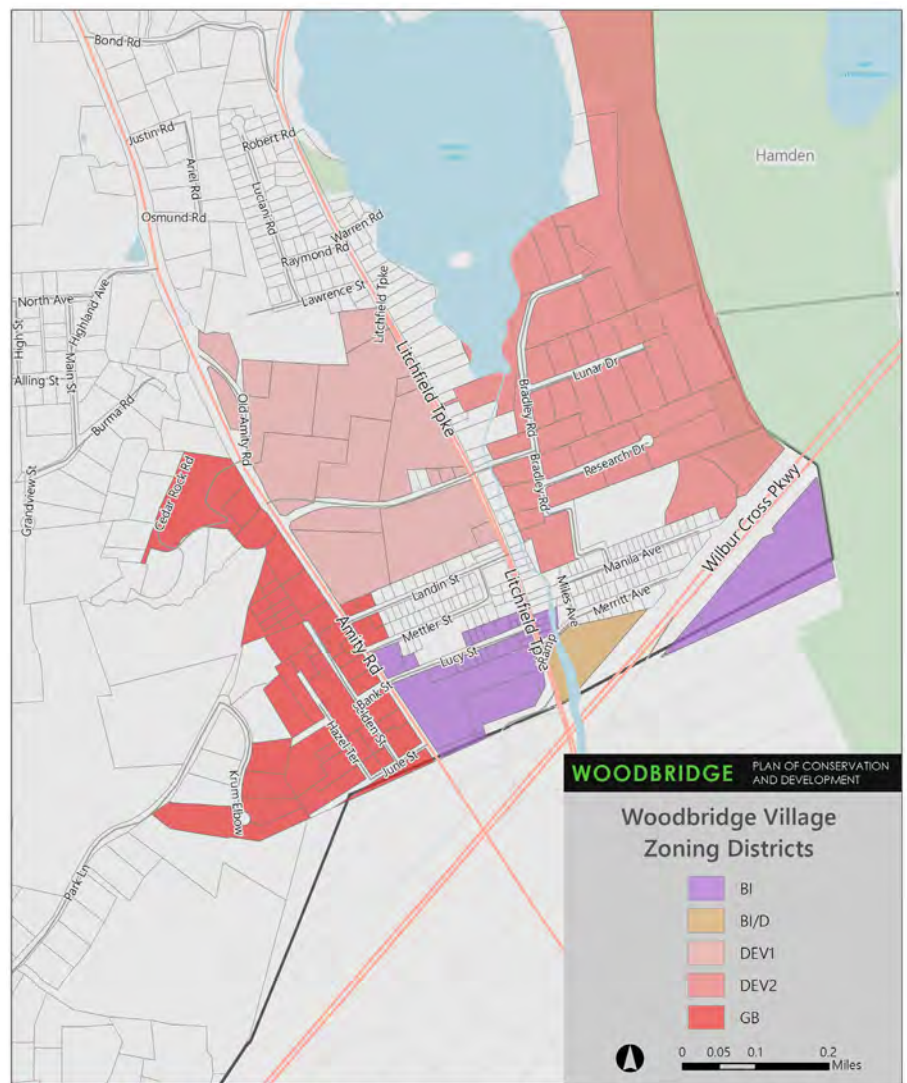 Bond Rd
Justin Rd
Ariel Rd
Robert Rd
Luciani Rd
Osmund Rd
Warren Rd
Raymond Rd
Lawrence St
Litchfield Tpke
Hamden
North Ave
High St
Highland Ave
Main St
Alling St
Burma Rd
Grandview St
Old Amity Rd
Litchfield Tpke
Bradley Rd
Lunar Dr
Bradley Rd
Research Dr
Cedar Rock Rd
Wilbur Cross Pkwy
Landin St
Manila Ave
Mettler St
Miles Ave
Merritt Ave
Amity Rd
Lucy St
Bank St
Hazel Ter
June St
Krum Elbow
Park Ln
WOODBRIDGE
PLAN OF CONSERVATION
AND DEVELOPMENT
Woodbridge Village
Zoning Districts
BI
BI/D
DEV1
DEV2
GB
0 0.05 0.1 0.2
Miles